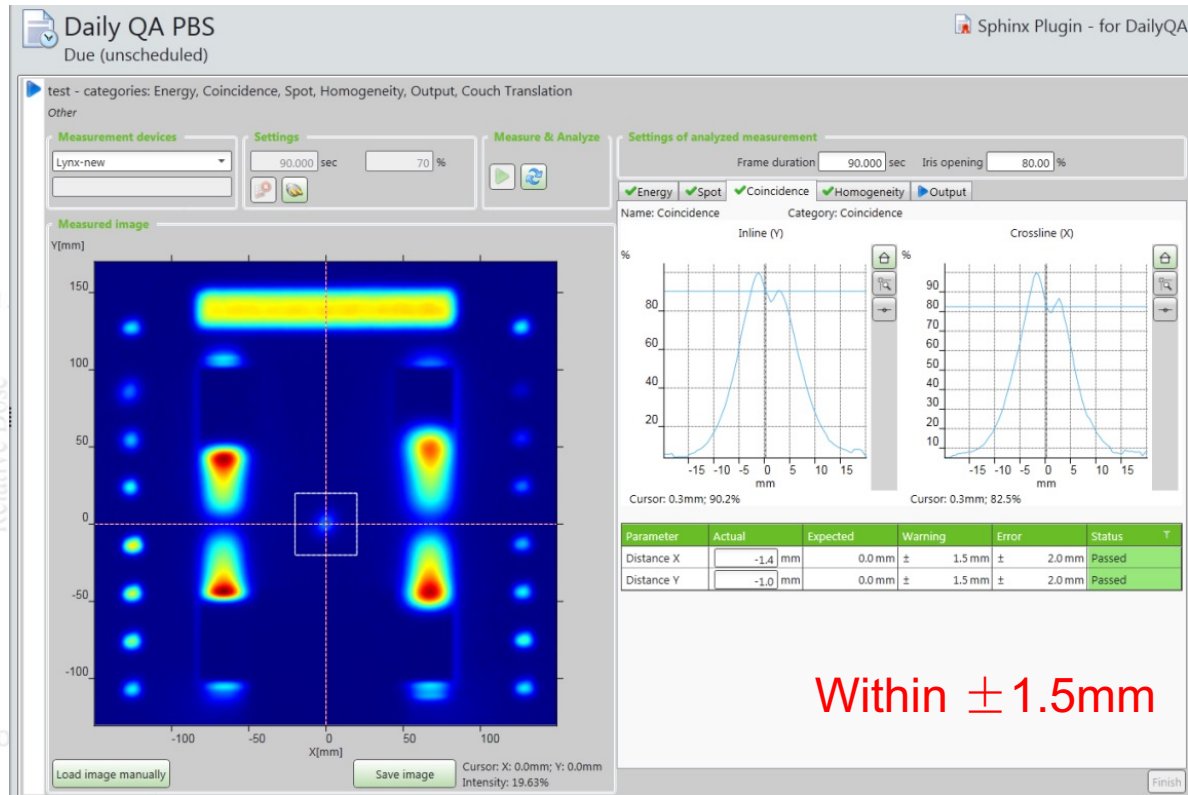 Daily QA PBS
Due (unscheduled)
Sphinx Plugin - for DailyQA
test - categories: Energy, Coincidence, Spot, Homogeneity, Output, Couch Translation
Other
Measurement devices
Settings
Measure & Analyze
Settings of analyzed measurement
Lynx-new
90.000 sec
70 %
Frame duration 90.000 sec Iris opening 80.00 %
Energy Spot Coincidence Homogeneity Output
Name: Coincidence Category: Coincidence
Measured image
Y[mm]
150
100
50
0
-50
-100
-100 -50 0 50 100
X[mm]
Load image manually
Save image
Cursor: X: 0.0mm; Y: 0.0mm
Intensity: 19.63%
Inline (Y)
%
80
60
40
20
-15 -10 -5 0 5 10 15
mm
Cursor: 0.3mm; 90.2%
Crossline (X)
%
90
80
70
60
50
40
30
20
10
-15 -10 -5 0 5 10 15
mm
Cursor: 0.3mm; 82.5%
Parameter Actual Expected Warning Error Status
Distance X -1.4 mm 0.0 mm ± 1.5 mm ± 2.0 mm Passed
Distance Y -1.0 mm 0.0 mm ± 1.5 mm ± 2.0 mm Passed
Within ±1.5mm
Finish
Relative Dose